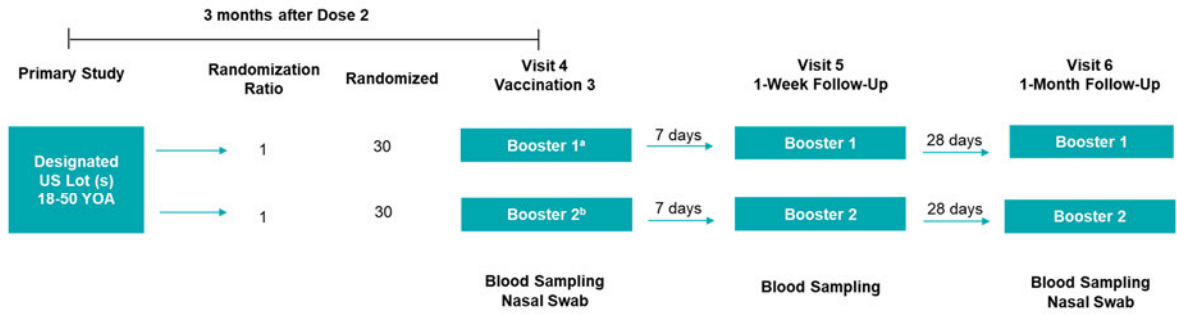 3 months after Dose 2
Primary Study
Randomization
Ratio
Randomized
Visit 4
Vaccination 3
Visit 5
1-Week Follow-Up
Visit 6
1-Month Follow-Up
Designated
US Lot (s)
18-50 YOA
1
30
Booster 1ᵃ
7 days
Booster 1
28 days
Booster 1
1
30
Booster 2ᵇ
7 days
Booster 2
28 days
Booster 2
Blood Sampling
Nasal Swab
Blood Sampling
Blood Sampling
Nasal Swab